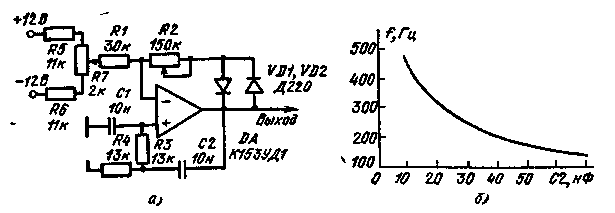 +12В
R5
11к
-12В
R6
11к
R7
2к
R1
30к
R2
150к
VD1, VD2
Д220
C1
10н
-
+
Выход
R4
13к
R3
13к
C2
10н
DA
К153УД1
а)
f, Гц
500
400
300
200
100
0 10 20 30 40 50 C2, нФ
б)